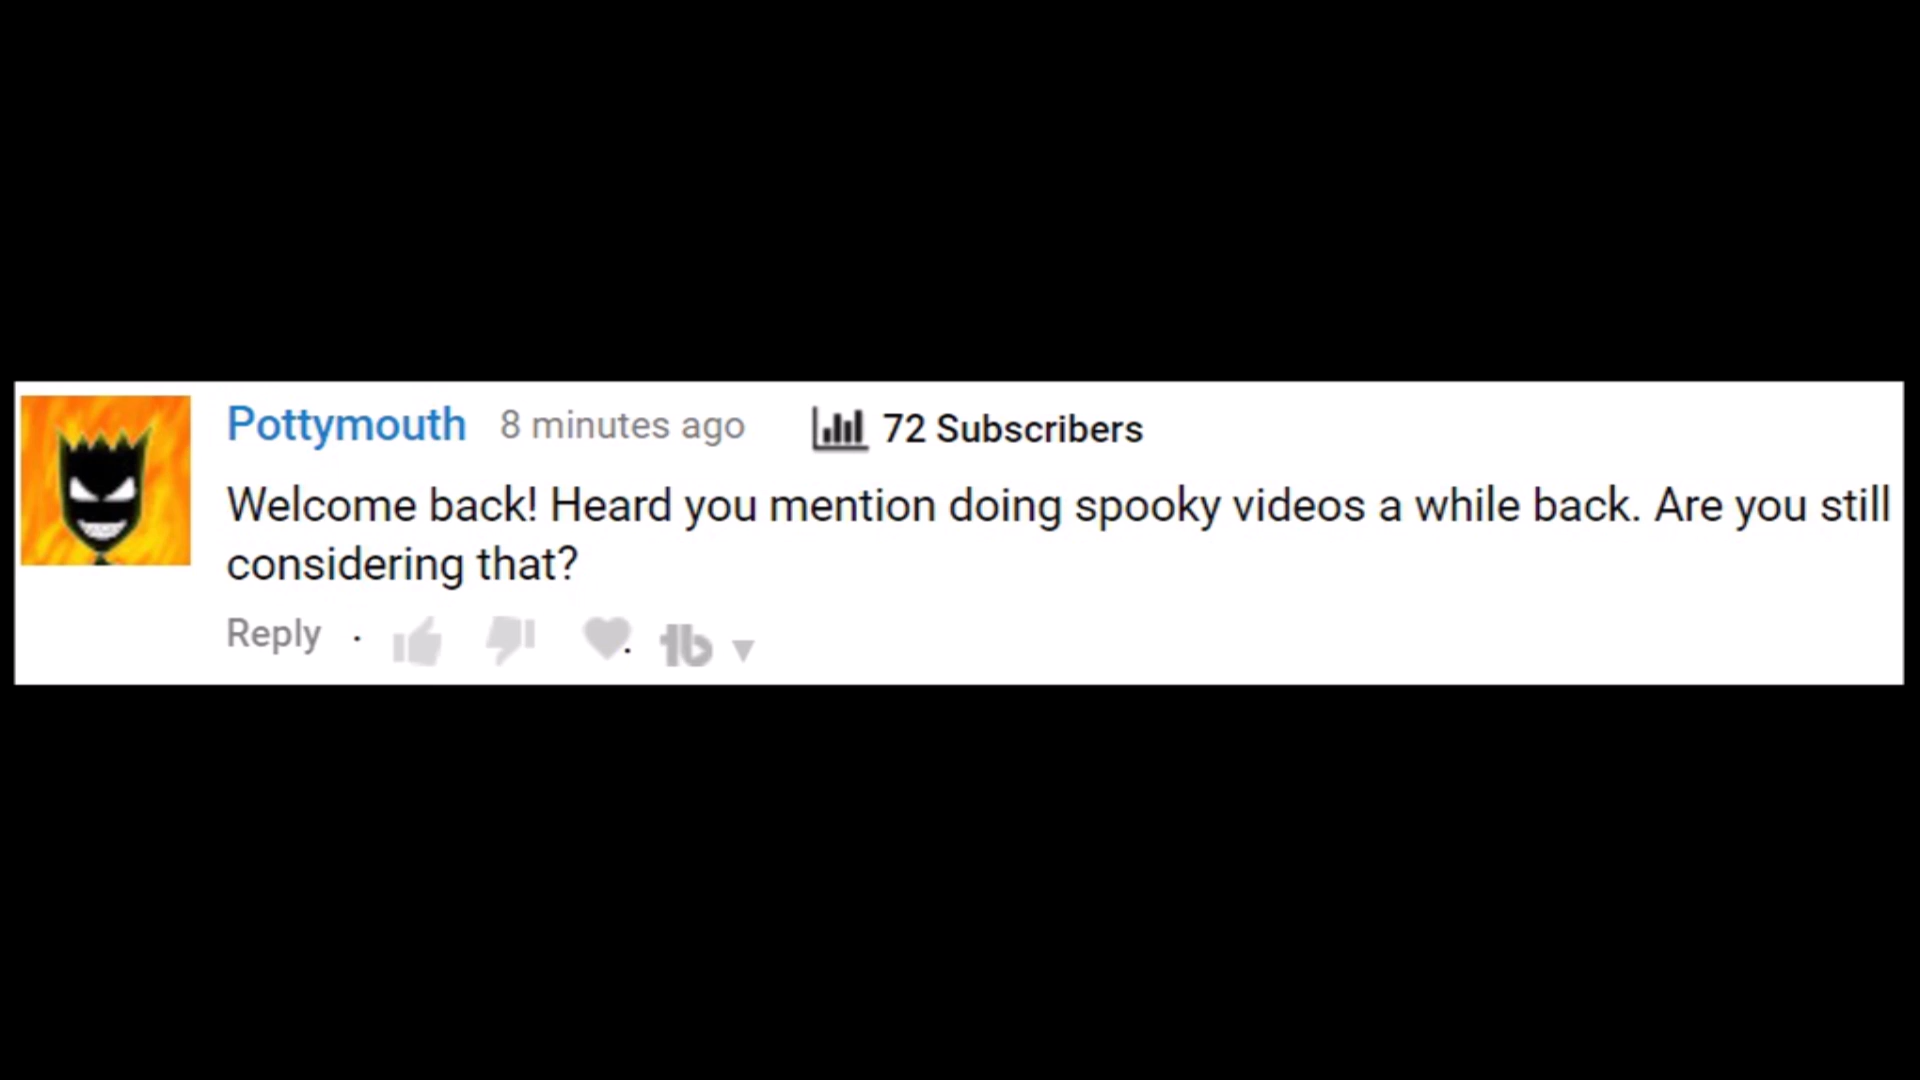 Pottymouth 8 minutes ago 72 Subscribers
Welcome back! Heard you mention doing spooky videos a while back. Are you still
considering that?
Reply · tb